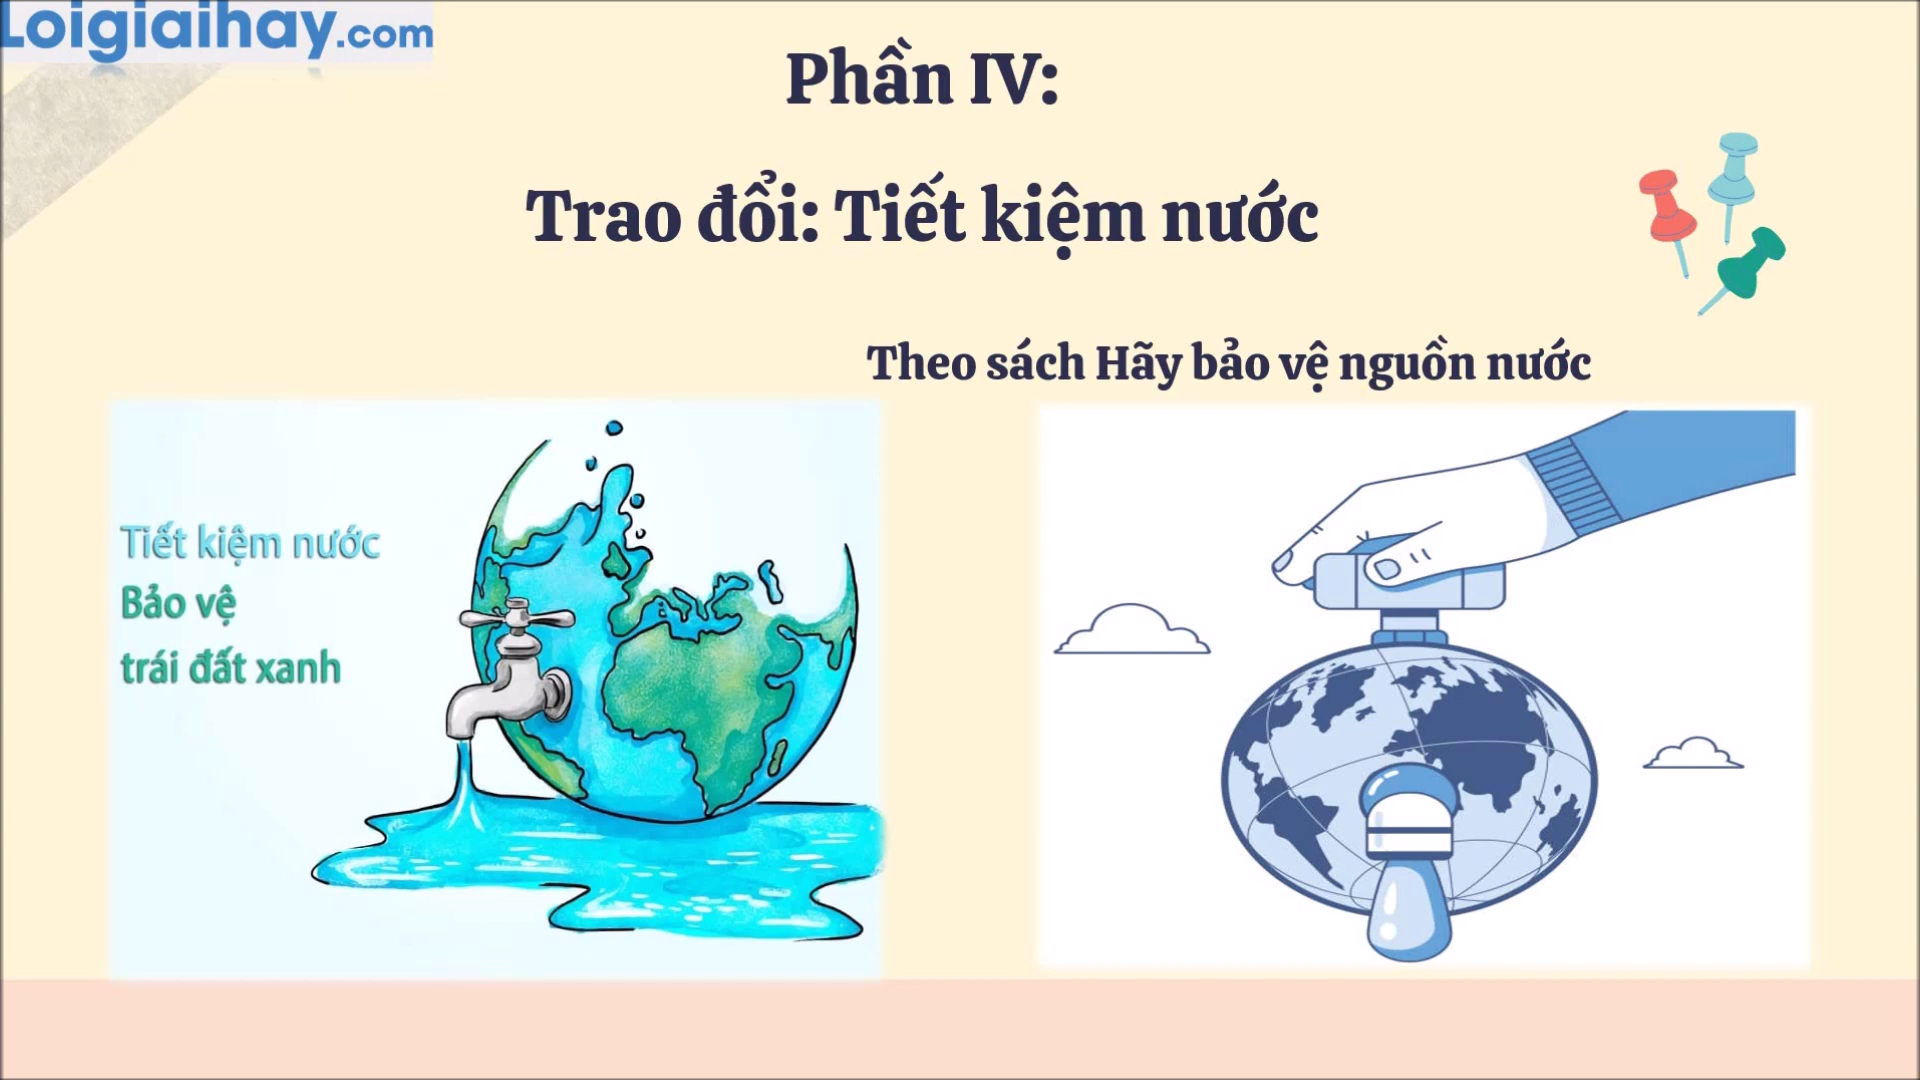 Loigiaihay.com
Phần IV:
Trao đổi: Tiết kiệm nước
Theo sách Hãy bảo vệ nguồn nước
Tiết kiệm nước
Bảo vệ
trái đất xanh